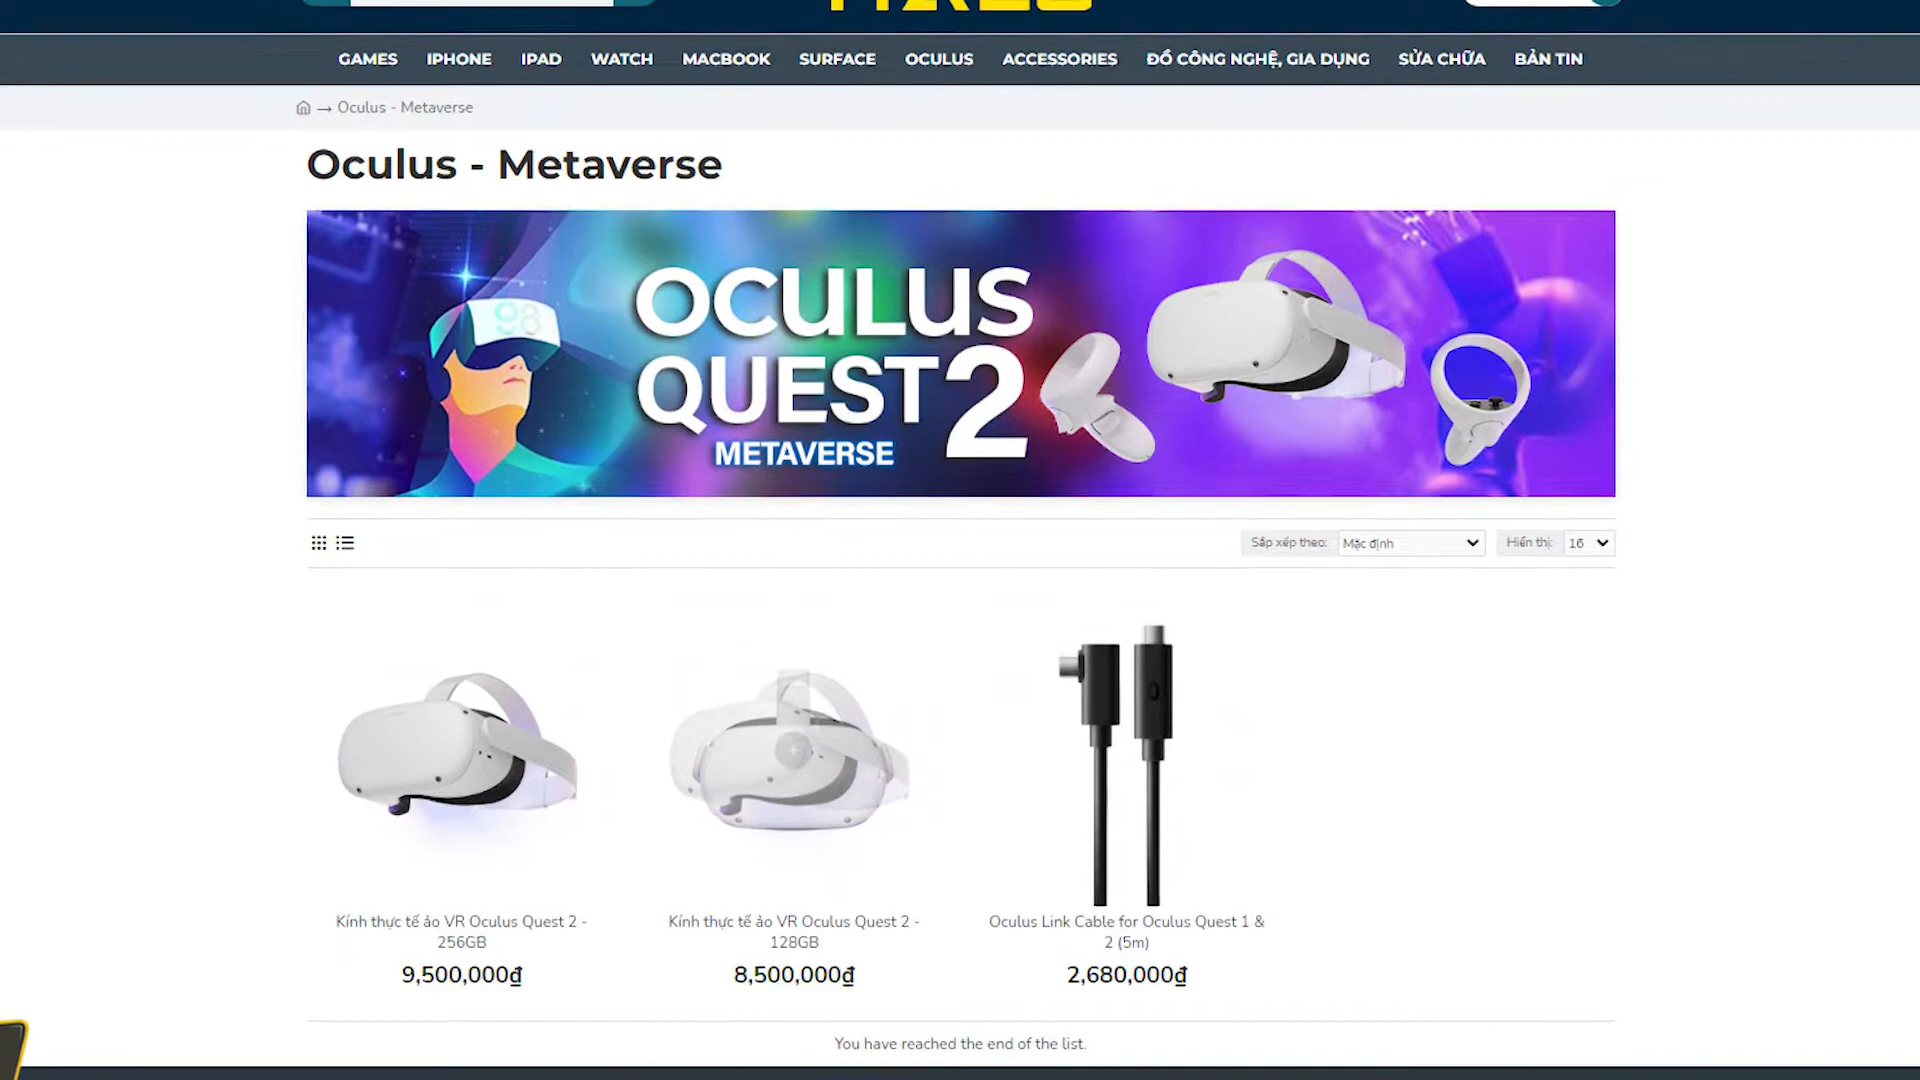 GAMES IPHONE IPAD WATCH MACBOOK SURFACE OCULUS ACCESSORIES ĐỒ CÔNG NGHỆ, GIA DỤNG SỬA CHỮA BẢN TIN
→ Oculus - Metaverse
Oculus - Metaverse
98
OCULUS
QUEST 2
METAVERSE
Sắp xếp theo: Mặc định Hiển thị: 16
Kính thực tế ảo VR Oculus Quest 2 -
256GB
9,500,000₫
Kính thực tế ảo VR Oculus Quest 2 -
128GB
8,500,000₫
Oculus Link Cable for Oculus Quest 1 &
2 (5m)
2,680,000₫
You have reached the end of the list.